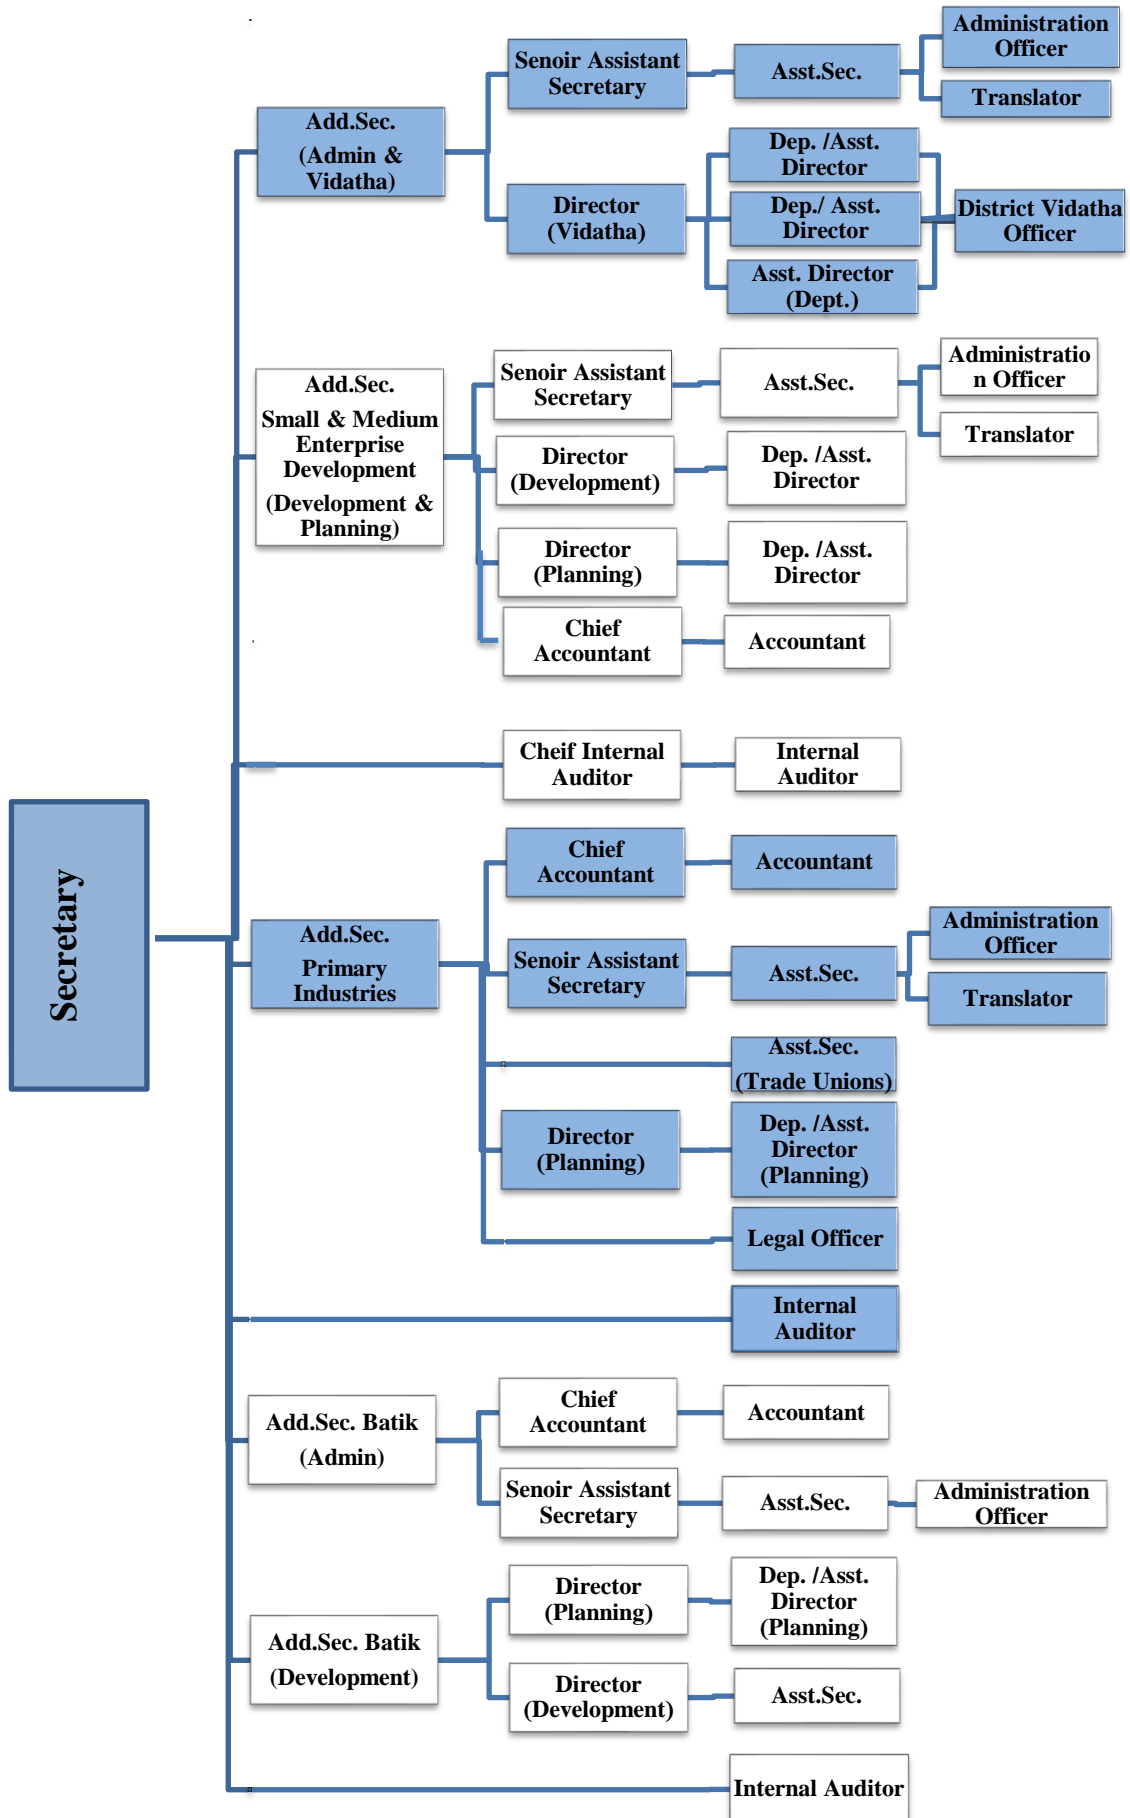 Secretary
Add.Sec.
(Admin &
Vidatha)
Senoir Assistant
Secretary
Asst.Sec.
Administration
Officer
Translator
Director
(Vidatha)
Dep. /Asst.
Director
Dep./ Asst.
Director
Asst. Director
(Dept.)
District Vidatha
Officer
Add.Sec.
Small & Medium
Enterprise
Development
(Development &
Planning)
Senoir Assistant
Secretary
Asst.Sec.
Administratio
n Officer
Translator
Director
(Development)
Dep. /Asst.
Director
Director
(Planning)
Dep. /Asst.
Director
Chief
Accountant
Accountant
Cheif Internal
Auditor
Internal
Auditor
Add.Sec.
Primary
Industries
Chief
Accountant
Accountant
Senoir Assistant
Secretary
Asst.Sec.
Administration
Officer
Translator
Asst.Sec.
(Trade Unions)
Director
(Planning)
Dep. /Asst.
Director
(Planning)
Legal Officer
Internal
Auditor
Add.Sec. Batik
(Admin)
Chief
Accountant
Accountant
Senoir Assistant
Secretary
Asst.Sec.
Administration
Officer
Add.Sec. Batik
(Development)
Director
(Planning)
Dep. /Asst.
Director
(Planning)
Director
(Development)
Asst.Sec.
Internal Auditor